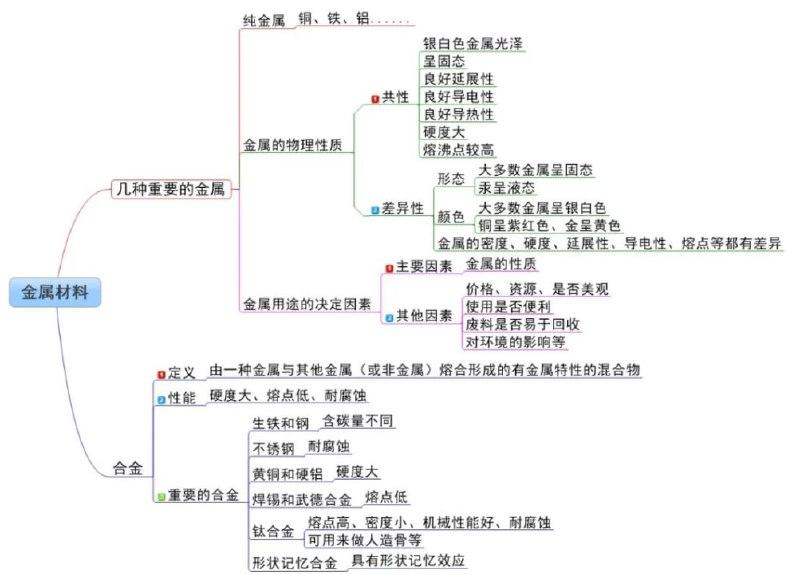 纯金属
铜、铁、铝......
银白色金属光泽
呈固态
良好延展性
1 共性
良好导电性
良好导热性
硬度大
熔沸点较高
金属的物理性质
形态
大多数金属呈固态
汞呈液态
2 差异性
颜色
大多数金属呈银白色
铜呈紫红色、金呈黄色
金属的密度、硬度、延展性、导电性、熔点等都有差异
几种重要的金属
1 主要因素
金属的性质
金属用途的决定因素
2 其他因素
价格、资源、是否美观
使用是否便利
废料是否易于回收
对环境的影响等
金属材料
1 定义
由一种金属与其他金属（或非金属）熔合形成的有金属特性的混合物
2 性能
硬度大、熔点低、耐腐蚀
合金
3 重要的合金
生铁和钢
含碳量不同
不锈钢
耐腐蚀
黄铜和硬铝
硬度大
焊锡和武德合金
熔点低
钛合金
熔点高、密度小、机械性能好、耐腐蚀
可用来做人造骨等
形状记忆合金
具有形状记忆效应